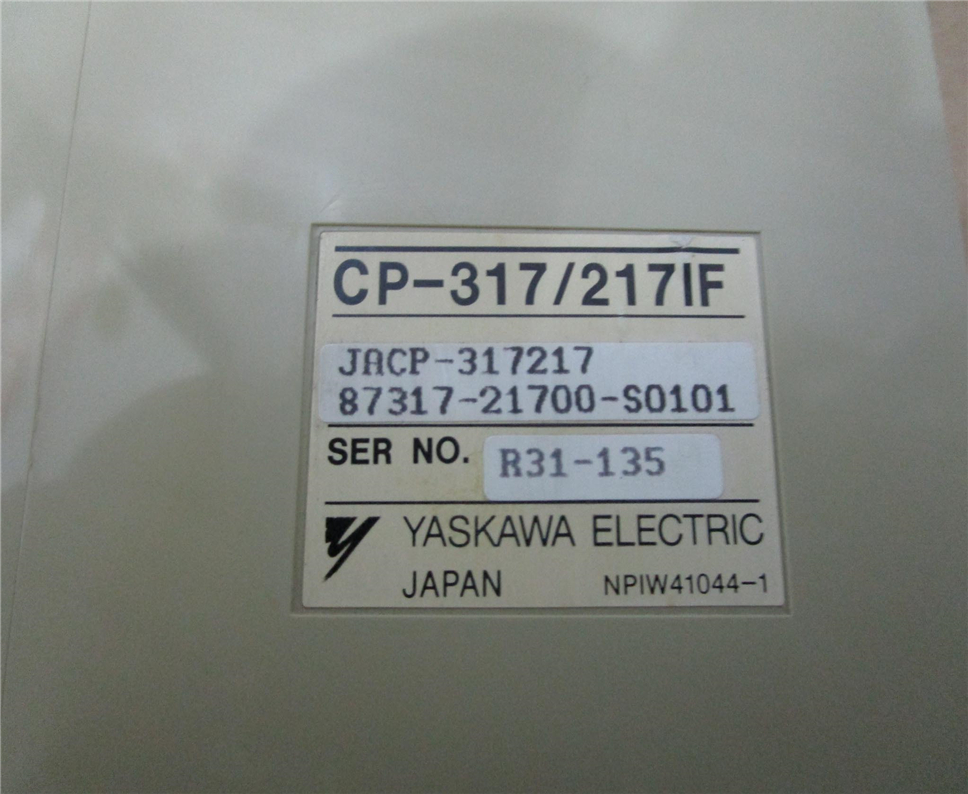 CP-317/217IF
JACP-317217
87317-21700-S0101
SER NO. R31-135
YASKAWA ELECTRIC
JAPAN NPIW41044-1